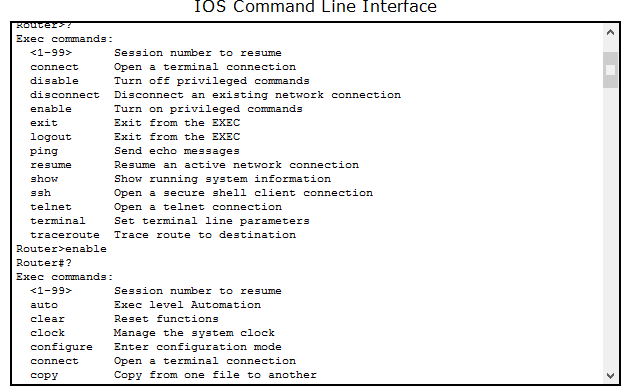 IOS Command Line Interface
Router>?
Exec commands:
<1-99> Session number to resume
connect Open a terminal connection
disable Turn off privileged commands
disconnect Disconnect an existing network connection
enable Turn on privileged commands
exit Exit from the EXEC
logout Exit from the EXEC
ping Send echo messages
resume Resume an active network connection
show Show running system information
ssh Open a secure shell client connection
telnet Open a telnet connection
terminal Set terminal line parameters
traceroute Trace route to destination
Router>enable
Router#?
Exec commands:
<1-99> Session number to resume
auto Exec level Automation
clear Reset functions
clock Manage the system clock
configure Enter configuration mode
connect Open a terminal connection
copy Copy from one file to another